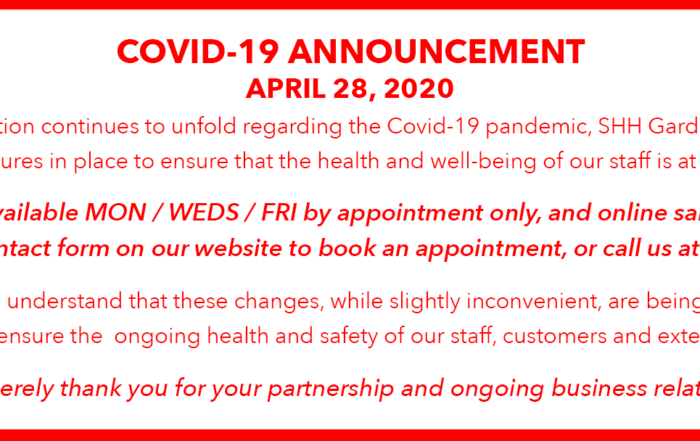 COVID-19 ANNOUNCEMENT
APRIL 28, 2020
tion continues to unfold regarding the Covid-19 pandemic, SHH Gard
ures in place to ensure that the health and well-being of our staff is at
vailable MON / WEDS / FRI by appointment only, and online sa
ntact form on our website to book an appointment, or call us at
understand that these changes, while slightly inconvenient, are being
ensure the ongoing health and safety of our staff, customers and exte
erely thank you for your partnership and ongoing business relat